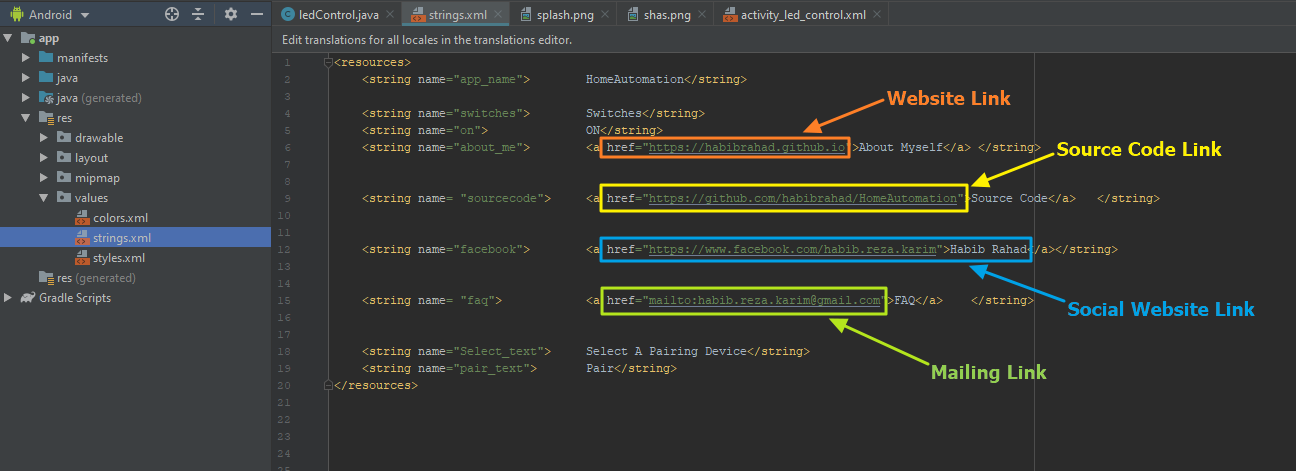 Android
ledControl.java
strings.xml
splash.png
shas.png
activity_led_control.xml
app
manifests
java
java (generated)
res
drawable
layout
mipmap
values
colors.xml
strings.xml
styles.xml
res (generated)
Gradle Scripts
Edit translations for all locales in the translations editor.
1 <resources>
2 <string name="app_name"> HomeAutomation</string>
3
4 <string name="switches"> Switches</string>
5 <string name="on"> ON</string>
6 <string name="about_me"> <a href="https://habibrahad.github.io">About Myself</a> </string>
7
8
9 <string name= "sourcecode"> <a href="https://github.com/habibrahad/HomeAutomation">Source Code</a> </string>
10
11
12 <string name="facebook"> <a href="https://www.facebook.com/habib.reza.karim">Habib Rahad</a></string>
13
14
15 <string name= "faq"> <a href="mailto:habib.reza.karim@gmail.com">FAQ</a> </string>
16
17
18 <string name="Select_text"> Select A Pairing Device</string>
19 <string name="pair_text"> Pair</string>
20 </resources>
21
22
23
24
25
Website Link
Source Code Link
Social Website Link
Mailing Link